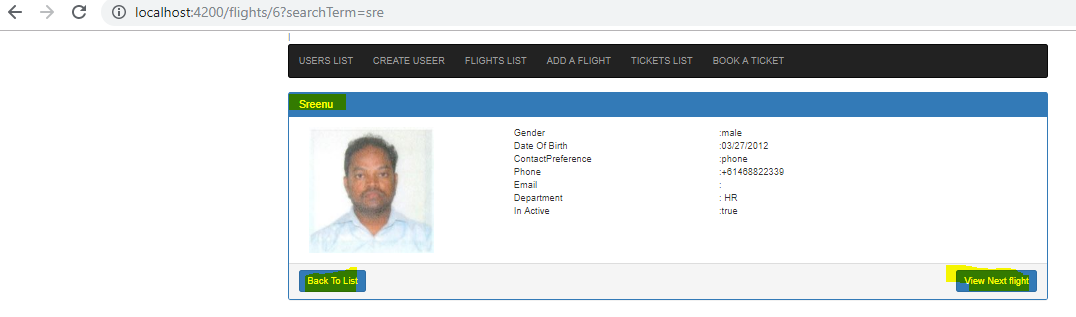 localhost:4200/flights/6?searchTerm=sre
USERS LIST CREATE USEER FLIGHTS LIST ADD A FLIGHT TICKETS LIST BOOK A TICKET
Sreenu
Gender :male
Date Of Birth :03/27/2012
ContactPreference :phone
Phone :+61468822339
Email :
Department : HR
In Active :true
Back To List View Next flight